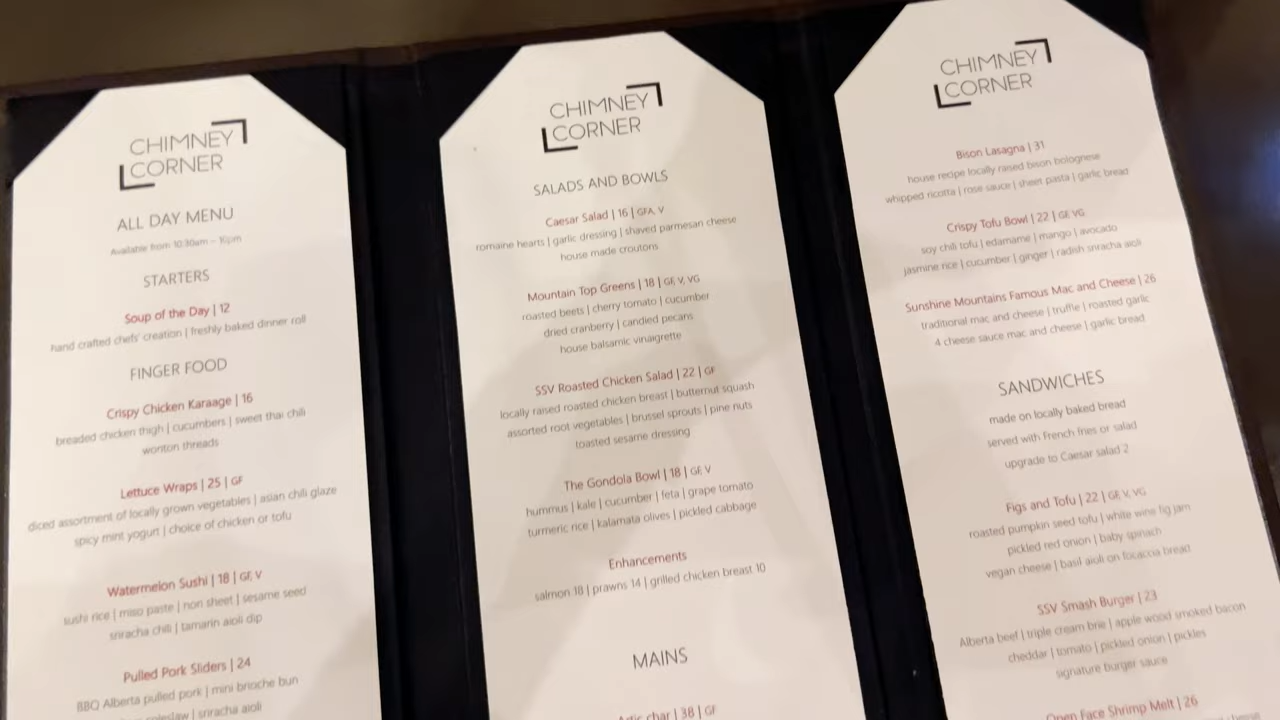 CHIMNEY
CORNER
ALL DAY MENU
Available from 10:30am – 10pm
STARTERS
Soup of the Day | 12
hand crafted chefs' creation | freshly baked dinner roll
FINGER FOOD
Crispy Chicken Karaage | 16
breaded chicken thigh | cucumbers | sweet thai chili
wonton threads
Lettuce Wraps | 25 | GF
diced assortment of locally grown vegetables | asian chili glaze
spicy mint yogurt | choice of chicken or tofu
Watermelon Sushi | 18 | GF, V
sushi rice | miso paste | nori sheet | sesame seed
sriracha chili | tamarin aioli dip
Pulled Pork Sliders | 24
BBQ Alberta pulled pork | mini brioche bun
coleslaw | sriracha aioli
CHIMNEY
CORNER
SALADS AND BOWLS
Caesar Salad | 16 | GFA, V
romaine hearts | garlic dressing | shaved parmesan cheese
house made croutons
Mountain Top Greens | 18 | GF, V, VG
roasted beets | cherry tomato | cucumber
dried cranberry | candied pecans
house balsamic vinaigrette
SSV Roasted Chicken Salad | 22 | GF
locally raised roasted chicken breast | butternut squash
assorted root vegetables | brussel sprouts | pine nuts
toasted sesame dressing
The Gondola Bowl | 18 | GF, V
hummus | kale | cucumber | feta | grape tomato
turmeric rice | kalamata olives | pickled cabbage
Enhancements
salmon 18 | prawns 14 | grilled chicken breast 10
MAINS
Artic char | 38 | GF
CHIMNEY
CORNER
Bison Lasagna | 31
house recipe locally raised bison bolognese
whipped ricotta | rose sauce | sheet pasta | garlic bread
Crispy Tofu Bowl | 22 | GF, VG
soy chili tofu | edamame | mango | avocado
jasmine rice | cucumber | ginger | radish sriracha aioli
Sunshine Mountains Famous Mac and Cheese | 26
traditional mac and cheese | truffle | roasted garlic
4 cheese sauce mac and cheese | garlic bread
SANDWICHES
made on locally baked bread
served with French fries or salad
upgrade to Caesar salad 2
Figs and Tofu | 22 | GF, V, VG
roasted pumpkin seed tofu | white wine fig jam
pickled red onion | baby spinach
vegan cheese | basil aioli on focaccia bread
SSV Smash Burger | 23
Alberta beef | triple cream brie | apple wood smoked bacon
cheddar | tomato | pickled onion | pickles
signature burger sauce
Open Face Shrimp Melt | 26
cheese